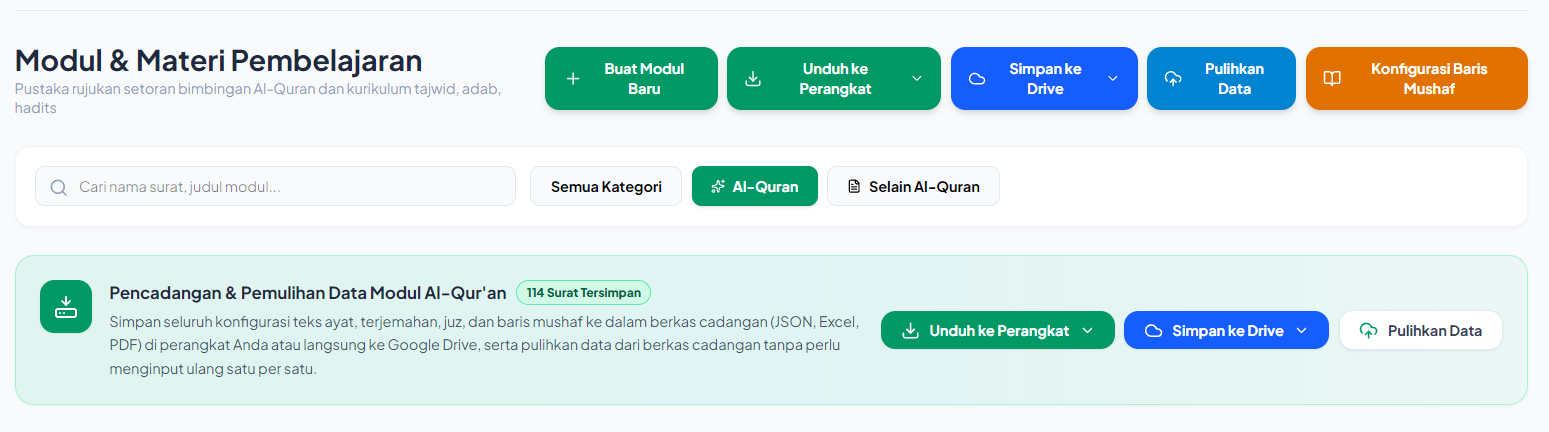 Modul & Materi Pembelajaran
Pustaka rujukan setoran bimbingan Al-Quran dan kurikulum tajwid, adab,
hadits
Buat Modul
Baru
Unduh ke
Perangkat
Simpan ke
Drive
Pulihkan
Data
Konfigurasi Baris
Mushaf
Cari nama surat, judul modul...
Semua Kategori
Al-Quran
Selain Al-Quran
Pencadangan & Pemulihan Data Modul Al-Qur'an
114 Surat Tersimpan
Simpan seluruh konfigurasi teks ayat, terjemahan, juz, dan baris mushaf ke dalam berkas cadangan (JSON, Excel,
PDF) di perangkat Anda atau langsung ke Google Drive, serta pulihkan data dari berkas cadangan tanpa perlu
menginput ulang satu per satu.
Unduh ke Perangkat
Simpan ke Drive
Pulihkan Data